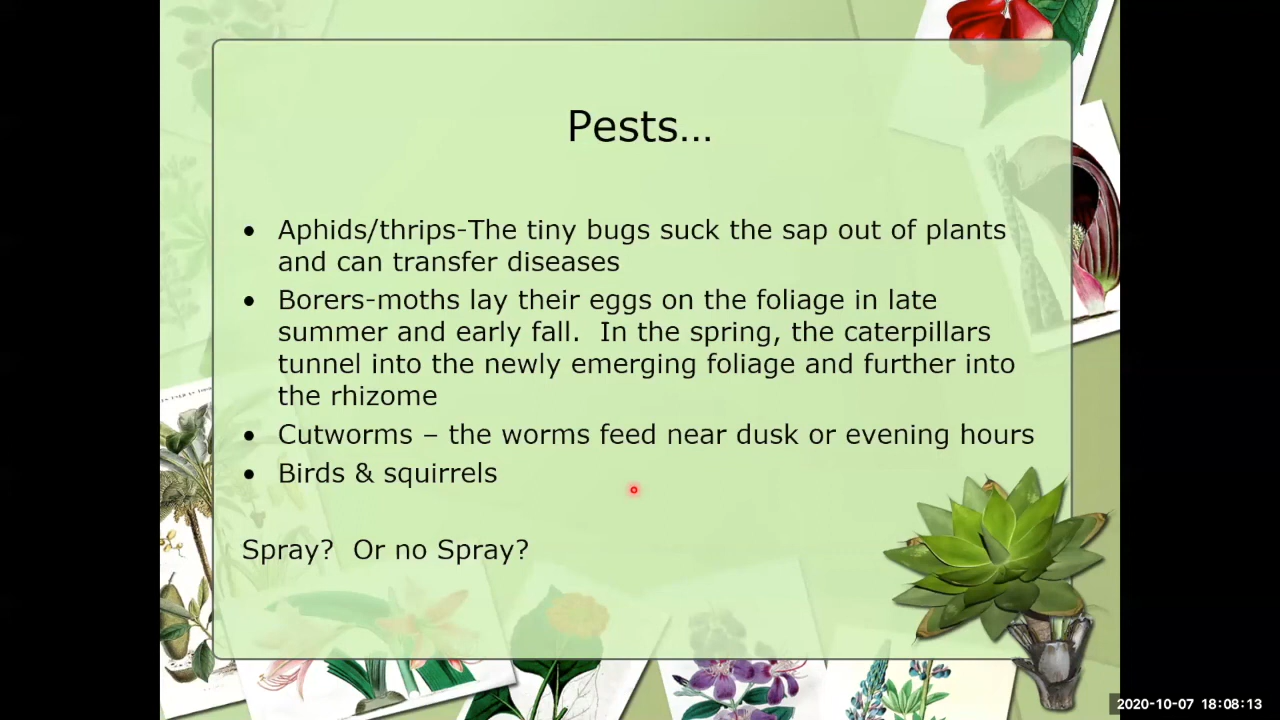 Pests…
• Aphids/thrips-The tiny bugs suck the sap out of plants
and can transfer diseases
• Borers-moths lay their eggs on the foliage in late
summer and early fall.  In the spring, the caterpillars
tunnel into the newly emerging foliage and further into
the rhizome
• Cutworms – the worms feed near dusk or evening hours
• Birds & squirrels
Spray?  Or no Spray?
2020-10-07 18:08:13